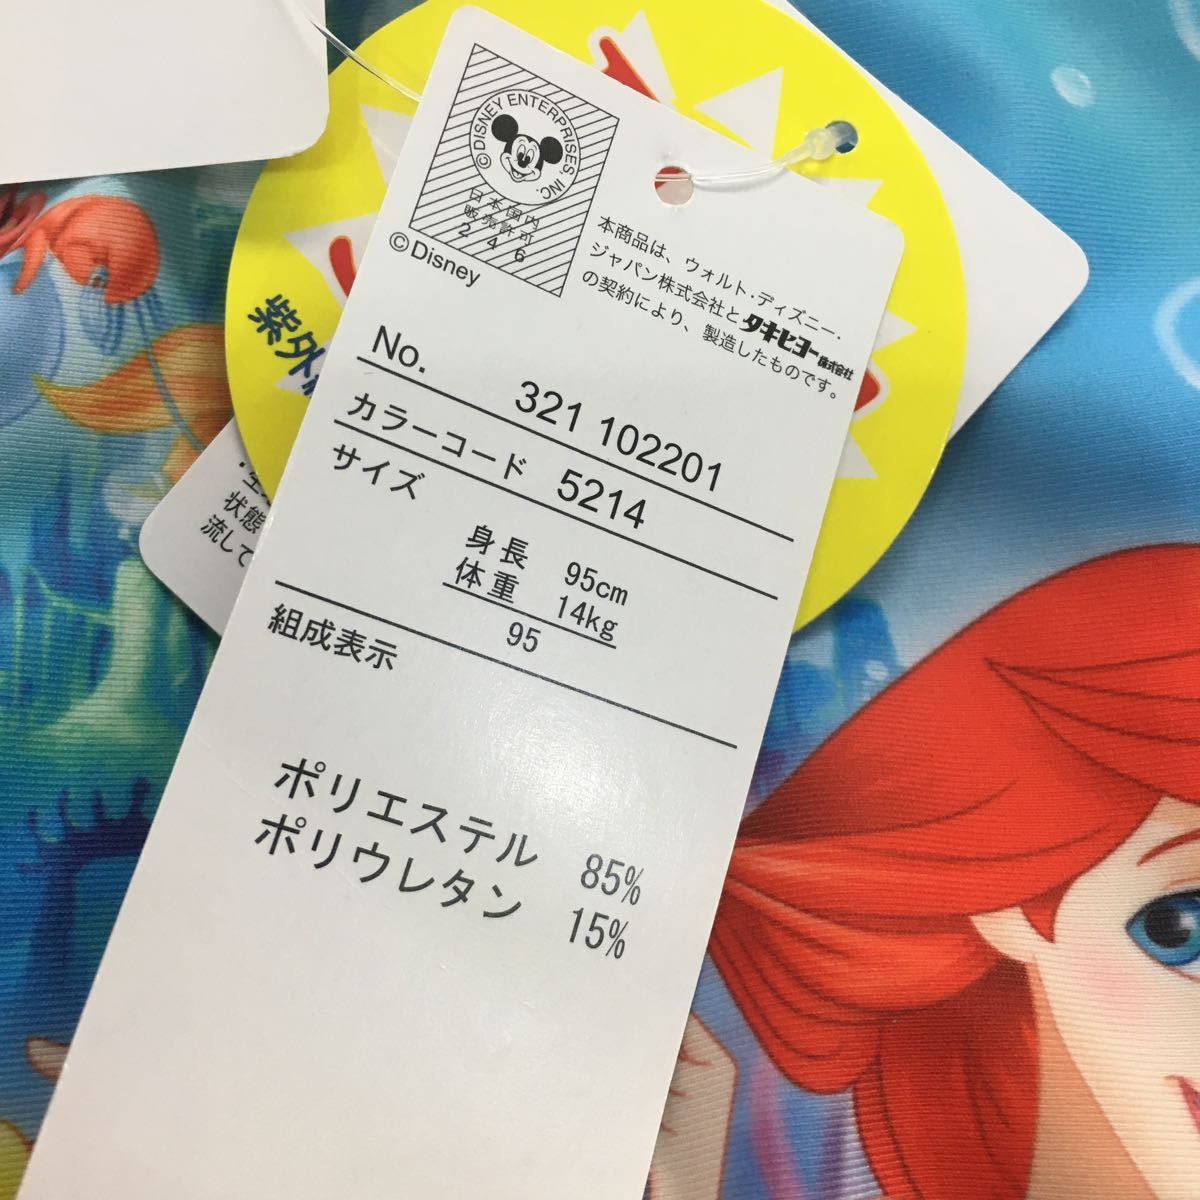 ©DISNEY ENTERPRISES INC.
日本国内
販売許可
2 4 6
©Disney
本商品は、ウォルト・ディズニー・
ジャパン株式会社とタキヒヨー株式会社
の契約により、製造したものです。
No. 321 102201
カラーコード 5214
サイズ
身長 95cm
体重 14kg
95
組成表示
ポリエステル 85%
ポリウレタン 15%
紫外
状態
流して